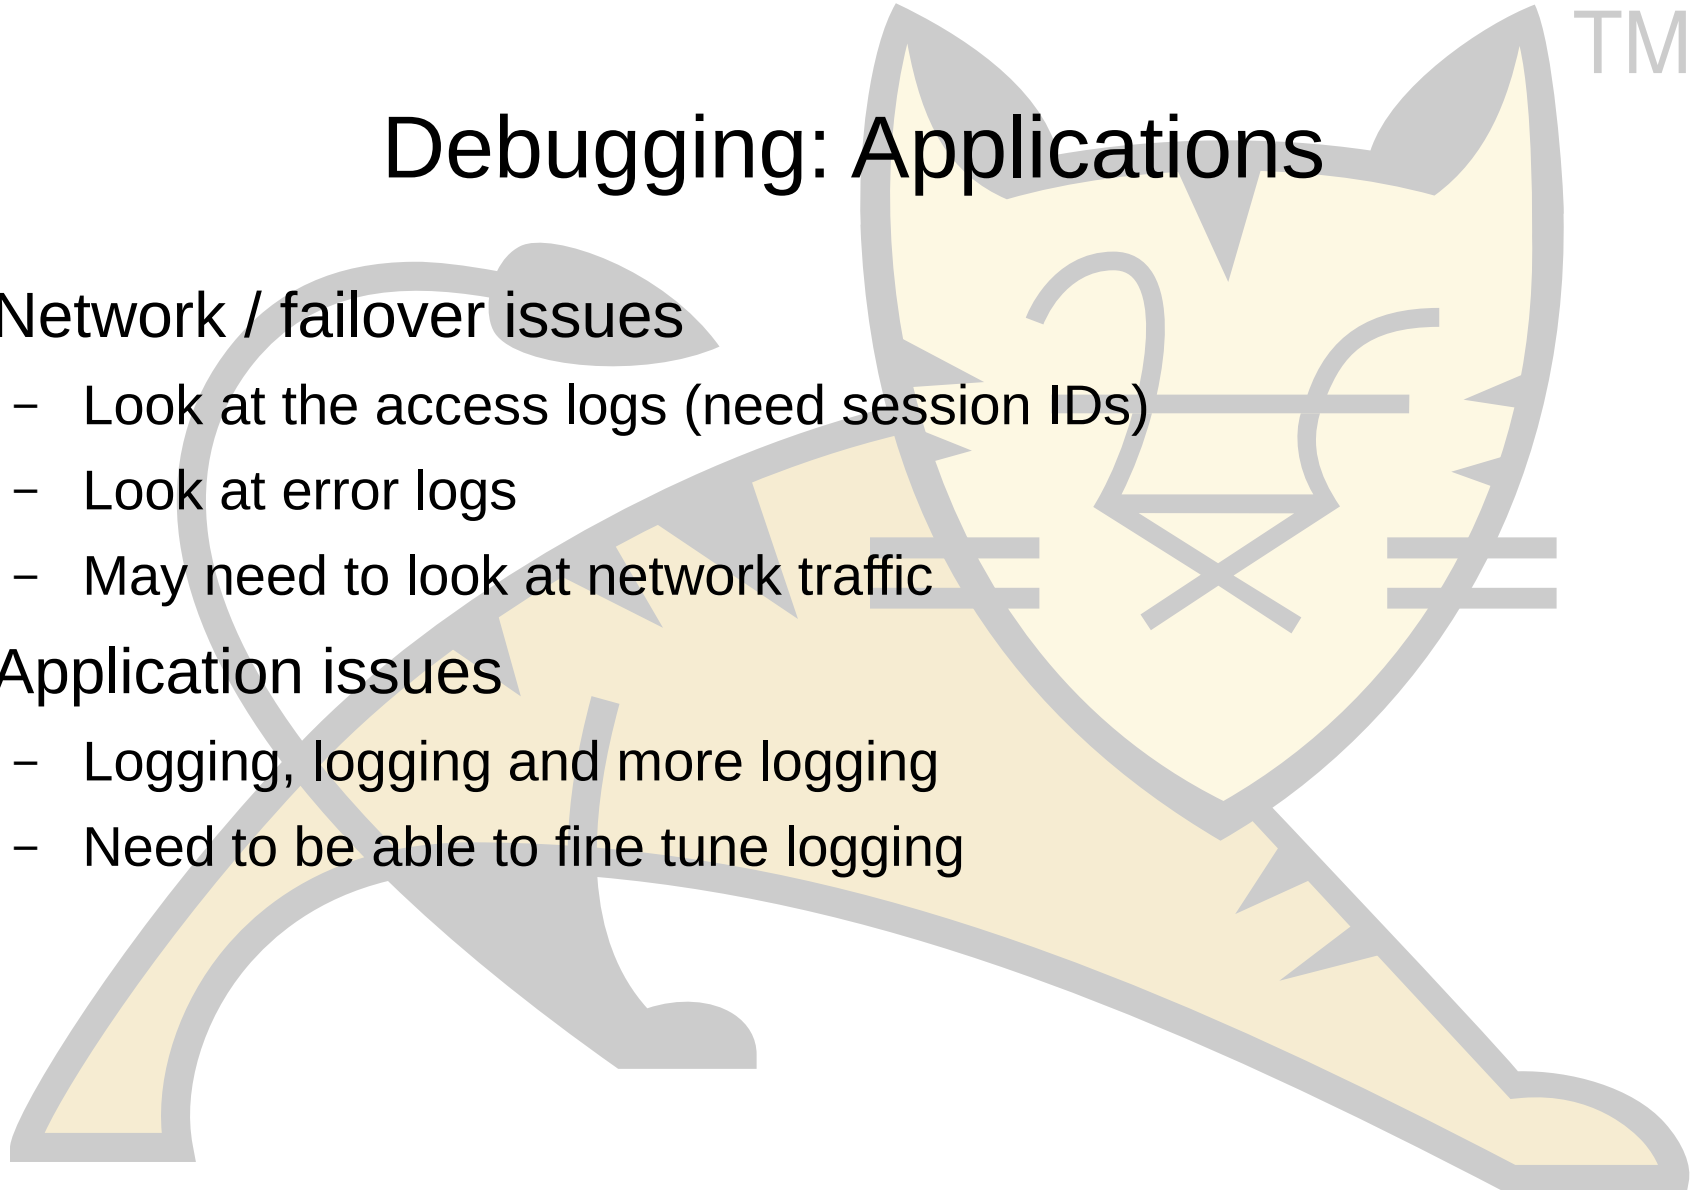 TM
Debugging: Applications
Network / failover issues
– Look at the access logs (need session IDs)
– Look at error logs
– May need to look at network traffic
Application issues
– Logging, logging and more logging
– Need to be able to fine tune logging